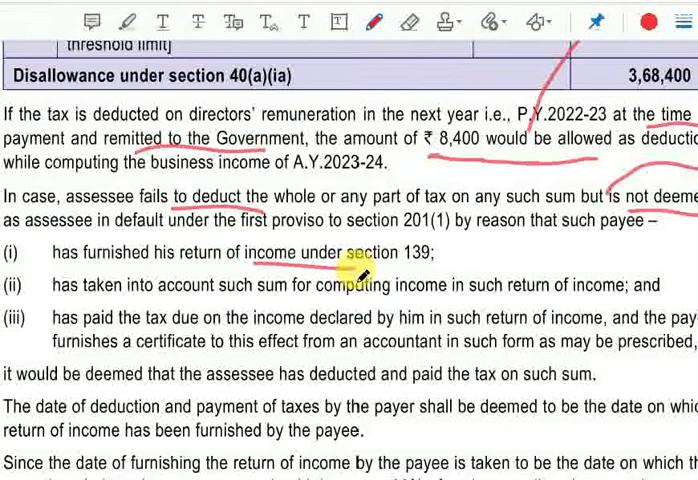 threshold limit]
Disallowance under section 40(a)(ia) 3,68,400
If the tax is deducted on directors' remuneration in the next year i.e., P.Y.2022-23 at the time
payment and remitted to the Government, the amount of ₹ 8,400 would be allowed as
while computing the business income of A.Y.2023-24.
In case, assessee fails to deduct the whole or any part of tax on any such sum but is not
as assessee in default under the first proviso to section 201(1) by reason that such payee –
(i) has furnished his return of income under section 139;
(ii) has taken into account such sum for computing income in such return of income; and
(iii) has paid the tax due on the income declared by him in such return of income, and the
furnishes a certificate to this effect from an accountant in such form as may be prescribed,
it would be deemed that the assessee has deducted and paid the tax on such sum.
The date of deduction and payment of taxes by the payer shall be deemed to be the date on
return of income has been furnished by the payee.
Since the date of furnishing the return of income by the payee is taken to be the date on which